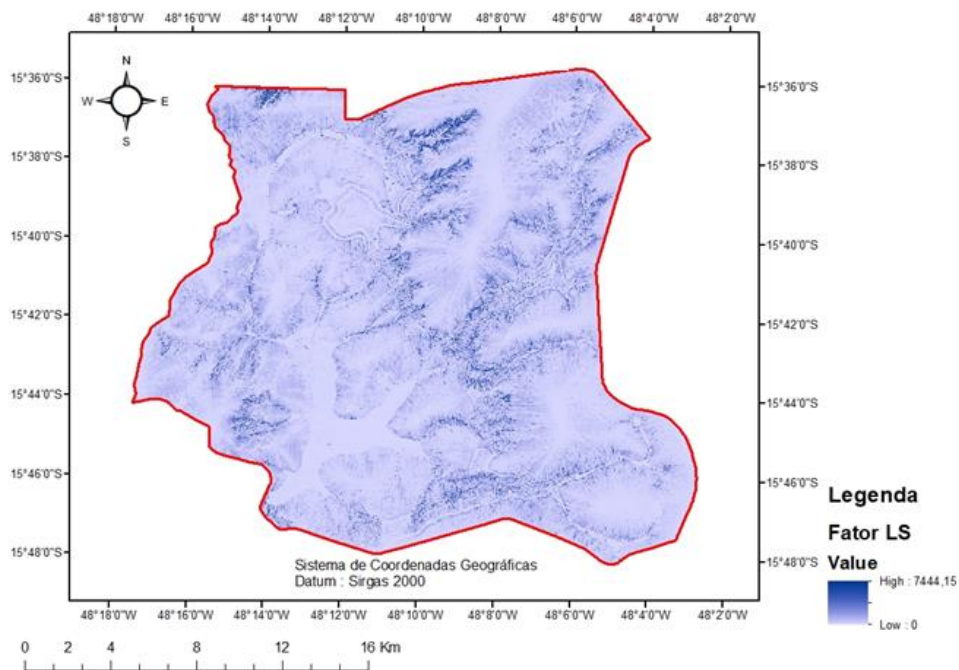 48°18'0"W 48°16'0"W 48°14'0"W 48°12'0"W 48°10'0"W 48°8'0"W 48°6'0"W 48°4'0"W 48°2'0"W
N
W E
S
15°36'0"S 15°36'0"S
15°38'0"S 15°38'0"S
15°40'0"S 15°40'0"S
15°42'0"S 15°42'0"S
15°44'0"S 15°44'0"S
15°46'0"S 15°46'0"S
15°48'0"S 15°48'0"S
Sistema de Coordenadas Geográficas
Datum : Sirgas 2000
48°18'0"W 48°16'0"W 48°14'0"W 48°12'0"W 48°10'0"W 48°8'0"W 48°6'0"W 48°4'0"W 48°2'0"W
Legenda
Fator LS
Value
High : 7444,15
Low : 0
0 2 4 8 12 16 Km